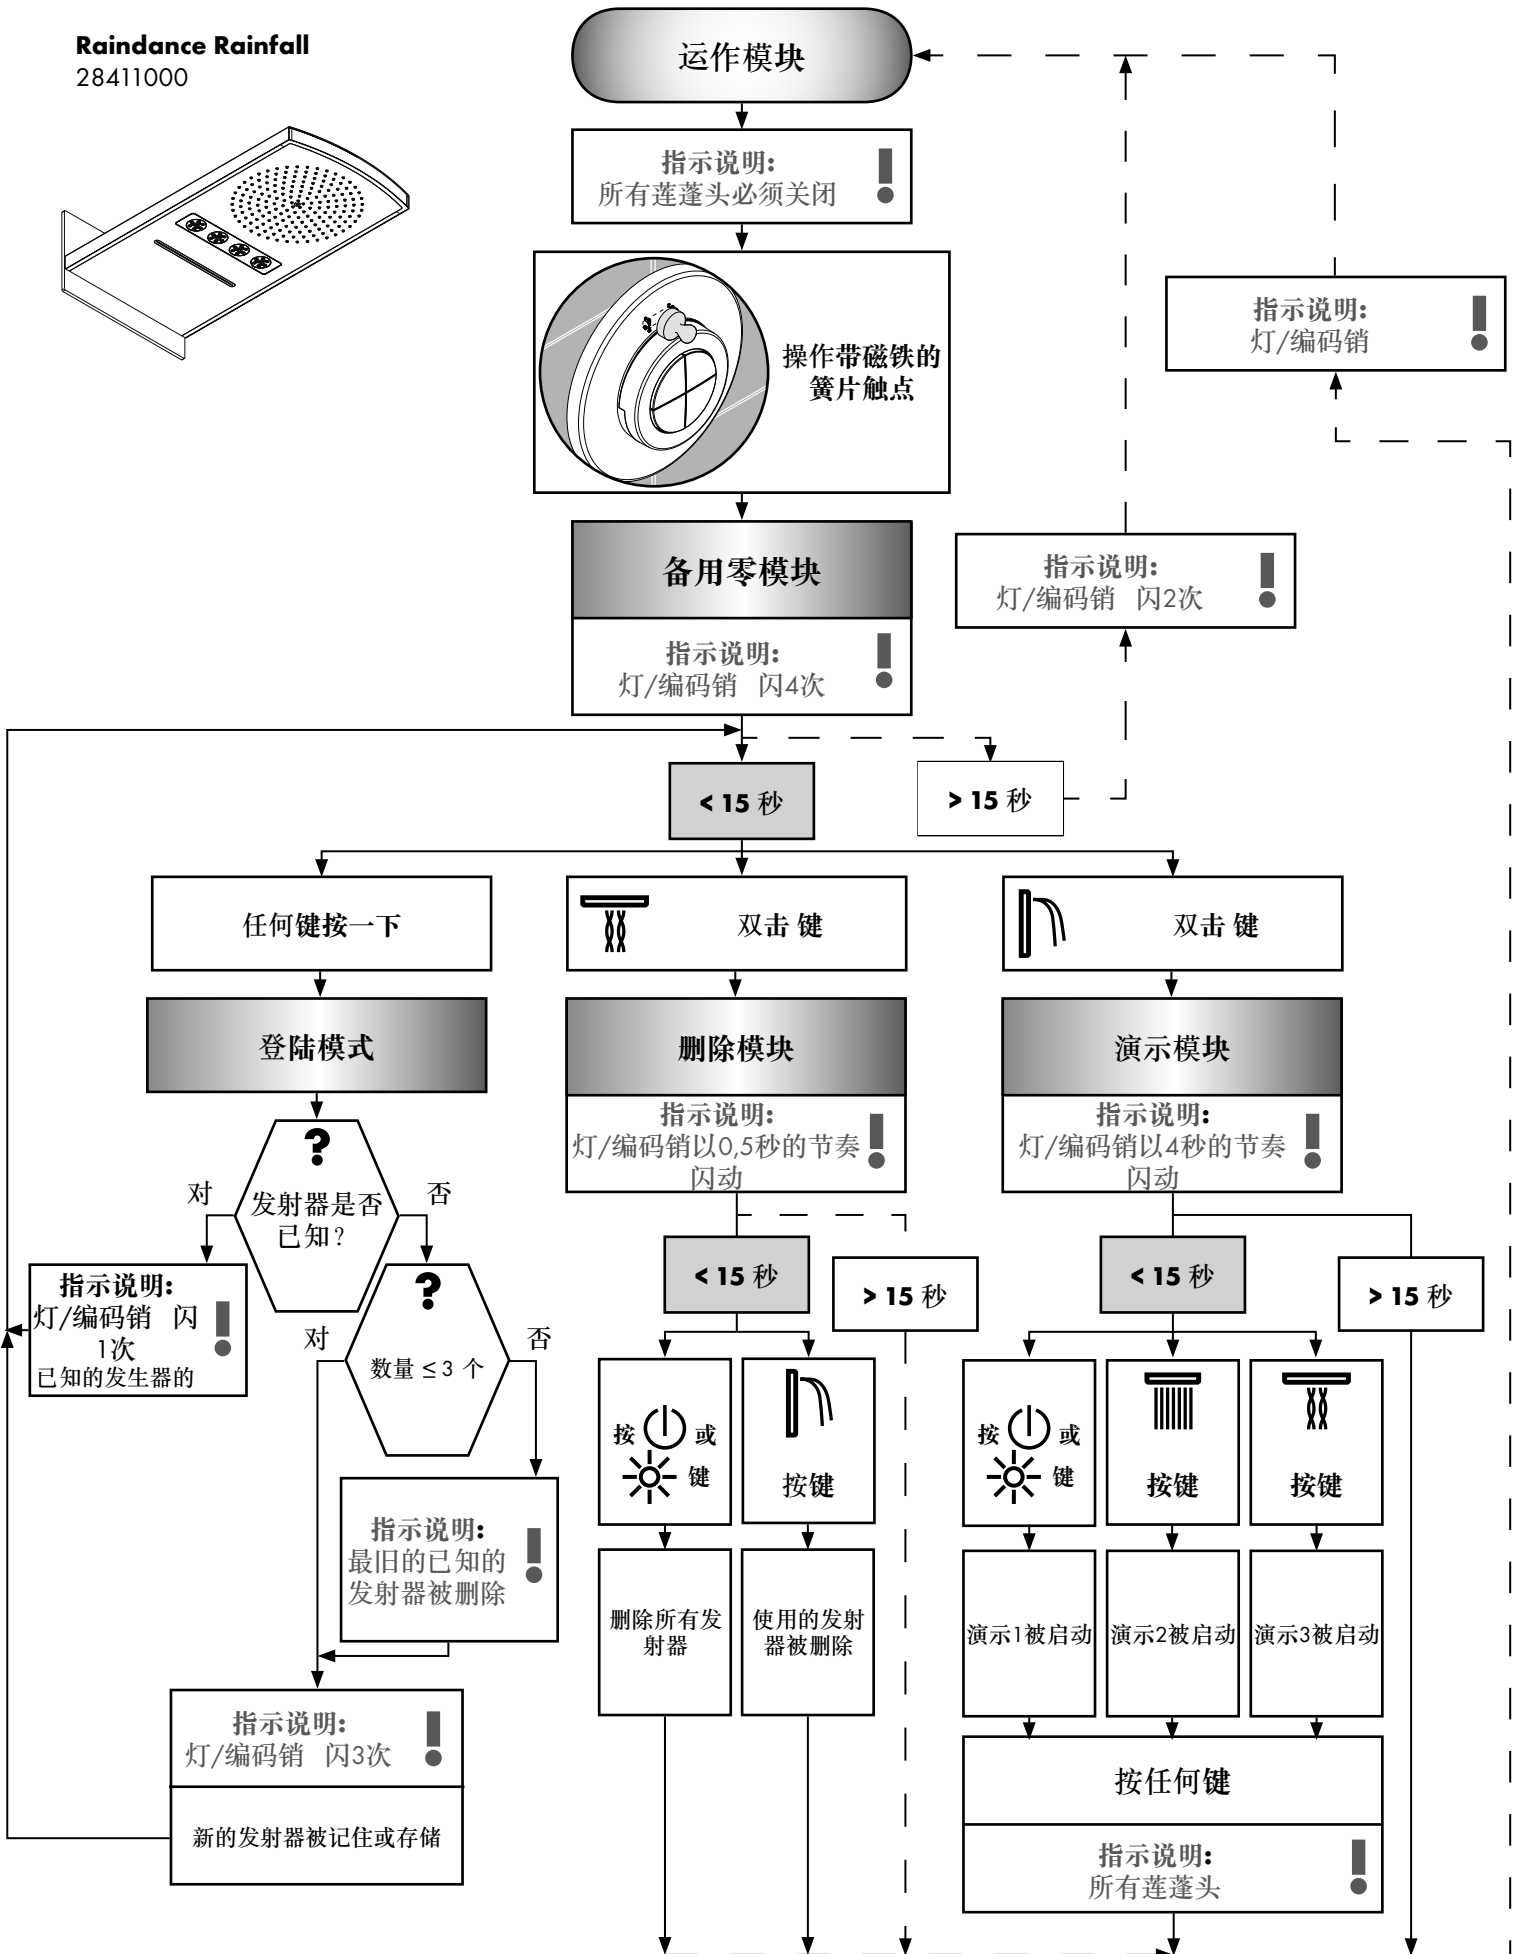 Raindance Rainfall
28411000
运作模块
指示说明:
所有莲蓬头必须关闭
操作带磁铁的
簧片触点
指示说明:
灯/编码销
备用零模块
指示说明:
灯/编码销 闪4次
指示说明:
灯/编码销 闪2次
< 15 秒
> 15 秒
任何键按一下
双击 键
双击 键
登陆模式
删除模块
指示说明:
灯/编码销以0,5秒的节奏
闪动
演示模块
指示说明:
灯/编码销以4秒的节奏
闪动
?
发射器是否
已知?
对
否
指示说明:
灯/编码销 闪
1次
已知的发生器的
?
数量 ≤ 3 个
对
否
指示说明:
最旧的已知的
发射器被删除
指示说明:
灯/编码销 闪3次
新的发射器被记住或存储
< 15 秒
> 15 秒
按 或
键
按键
删除所有发
射器
使用的发射
器被删除
< 15 秒
> 15 秒
按 或
键
按键
按键
演示1被启动
演示2被启动
演示3被启动
按任何键
指示说明:
所有莲蓬头